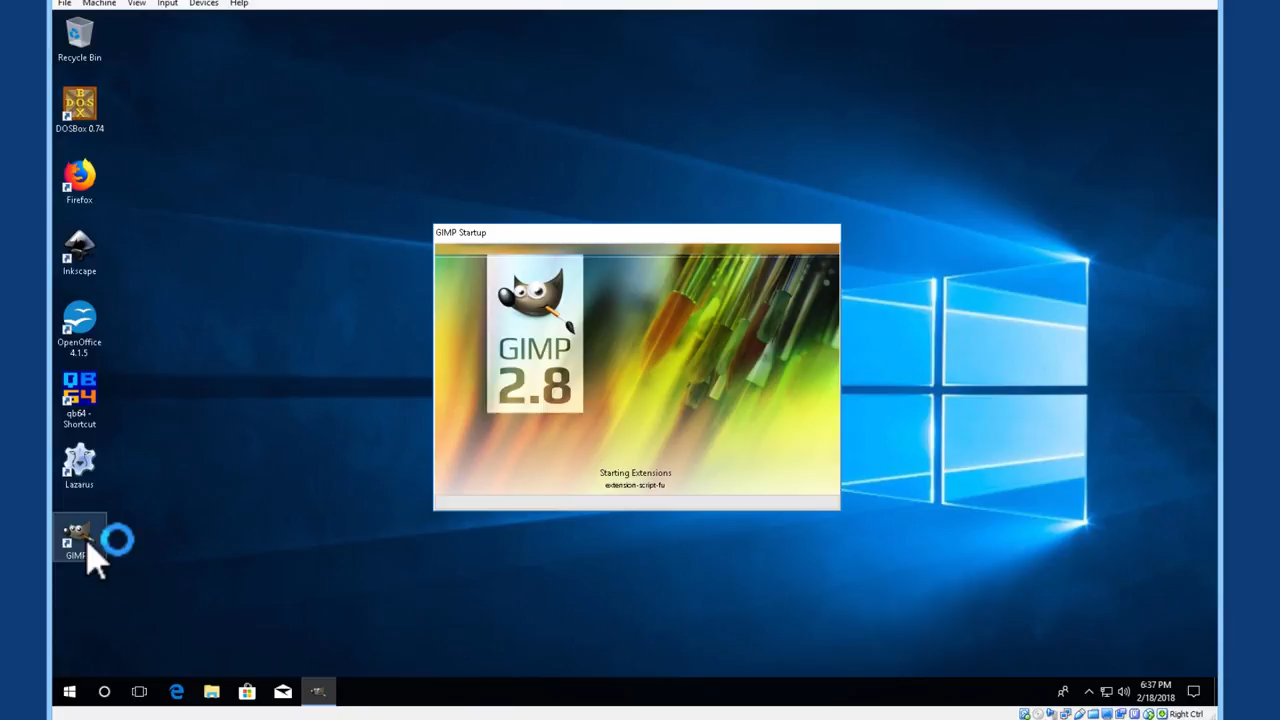 File Machine View Input Devices Help
Recycle Bin
DOSBox 0.74
Firefox
Inkscape
OpenOffice
4.1.5
qb64 -
Shortcut
Lazarus
GIMP
GIMP Startup
GIMP
2.8
Starting Extensions
extension-script-fu
6:37 PM
2/18/2018
Right Ctrl